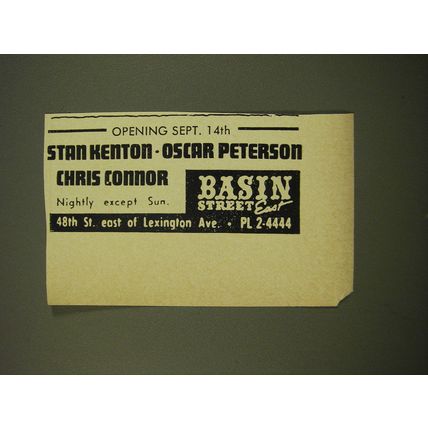 OPENING SEPT. 14th
STAN KENTON · OSCAR PETERSON
CHRIS CONNOR
Nightly except Sun.
BASIN
STREET East
48th St. east of Lexington Ave. • PL 2-4444